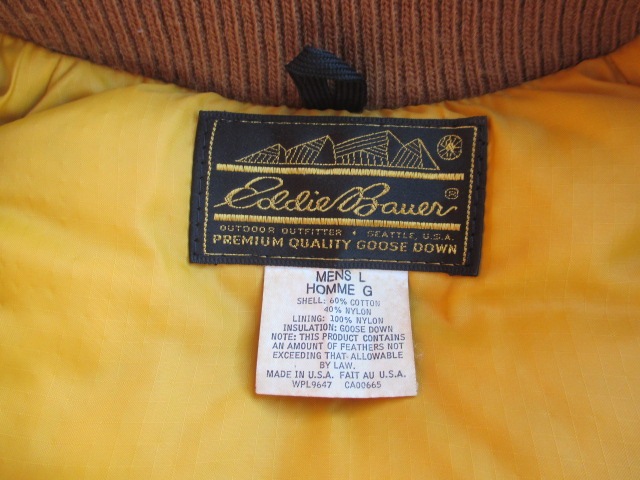 Eddie Bauer ®
OUTDOOR OUTFITTER • SEATTLE, U.S.A.
PREMIUM QUALITY GOOSE DOWN
MENS L
HOMME G
SHELL: 60% COTTON
40% NYLON
LINING: 100% NYLON
INSULATION: GOOSE DOWN
NOTE: THIS PRODUCT CONTAINS
AN AMOUNT OF FEATHERS NOT
EXCEEDING THAT ALLOWABLE
BY LAW.
MADE IN U.S.A. FAIT AU U.S.A.
WPL9647 CA00665